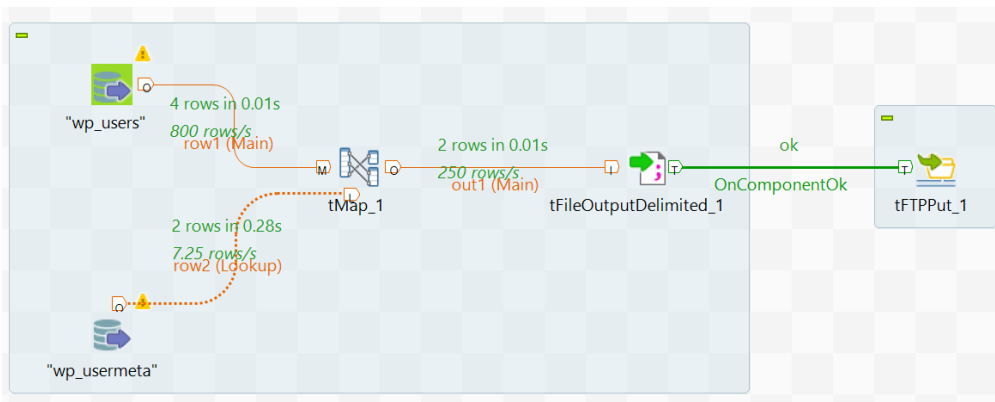 "wp_users"
O
4 rows in 0.01s
800 rows/s
row1 (Main)
M
tMap_1
O
L
2 rows in 0.01s
250 rows/s
out1 (Main)
I
tFileOutputDelimited_1
T
ok
OnComponentOk
T
tFTPPut_1
2 rows in 0.28s
7.25 rows/s
row2 (Lookup)
O
"wp_usermeta"